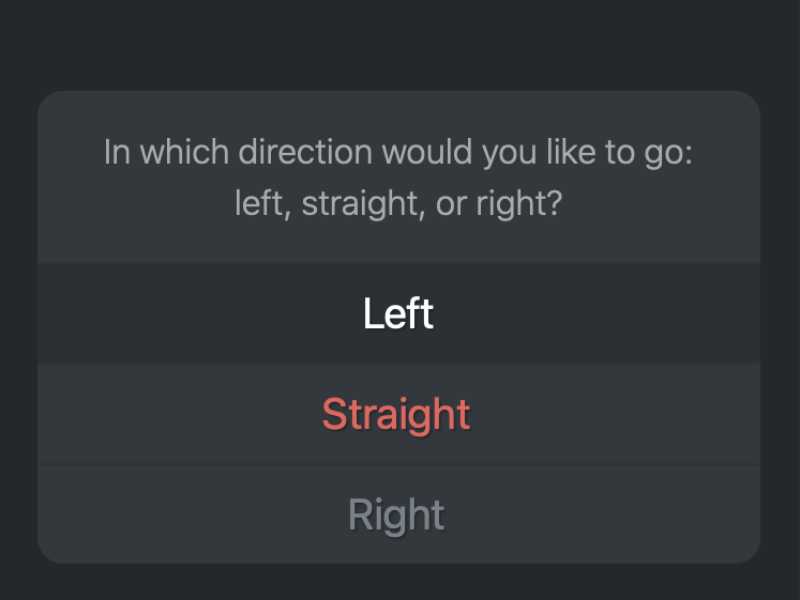 In which direction would you like to go:
left, straight, or right?
Left
Straight
Right